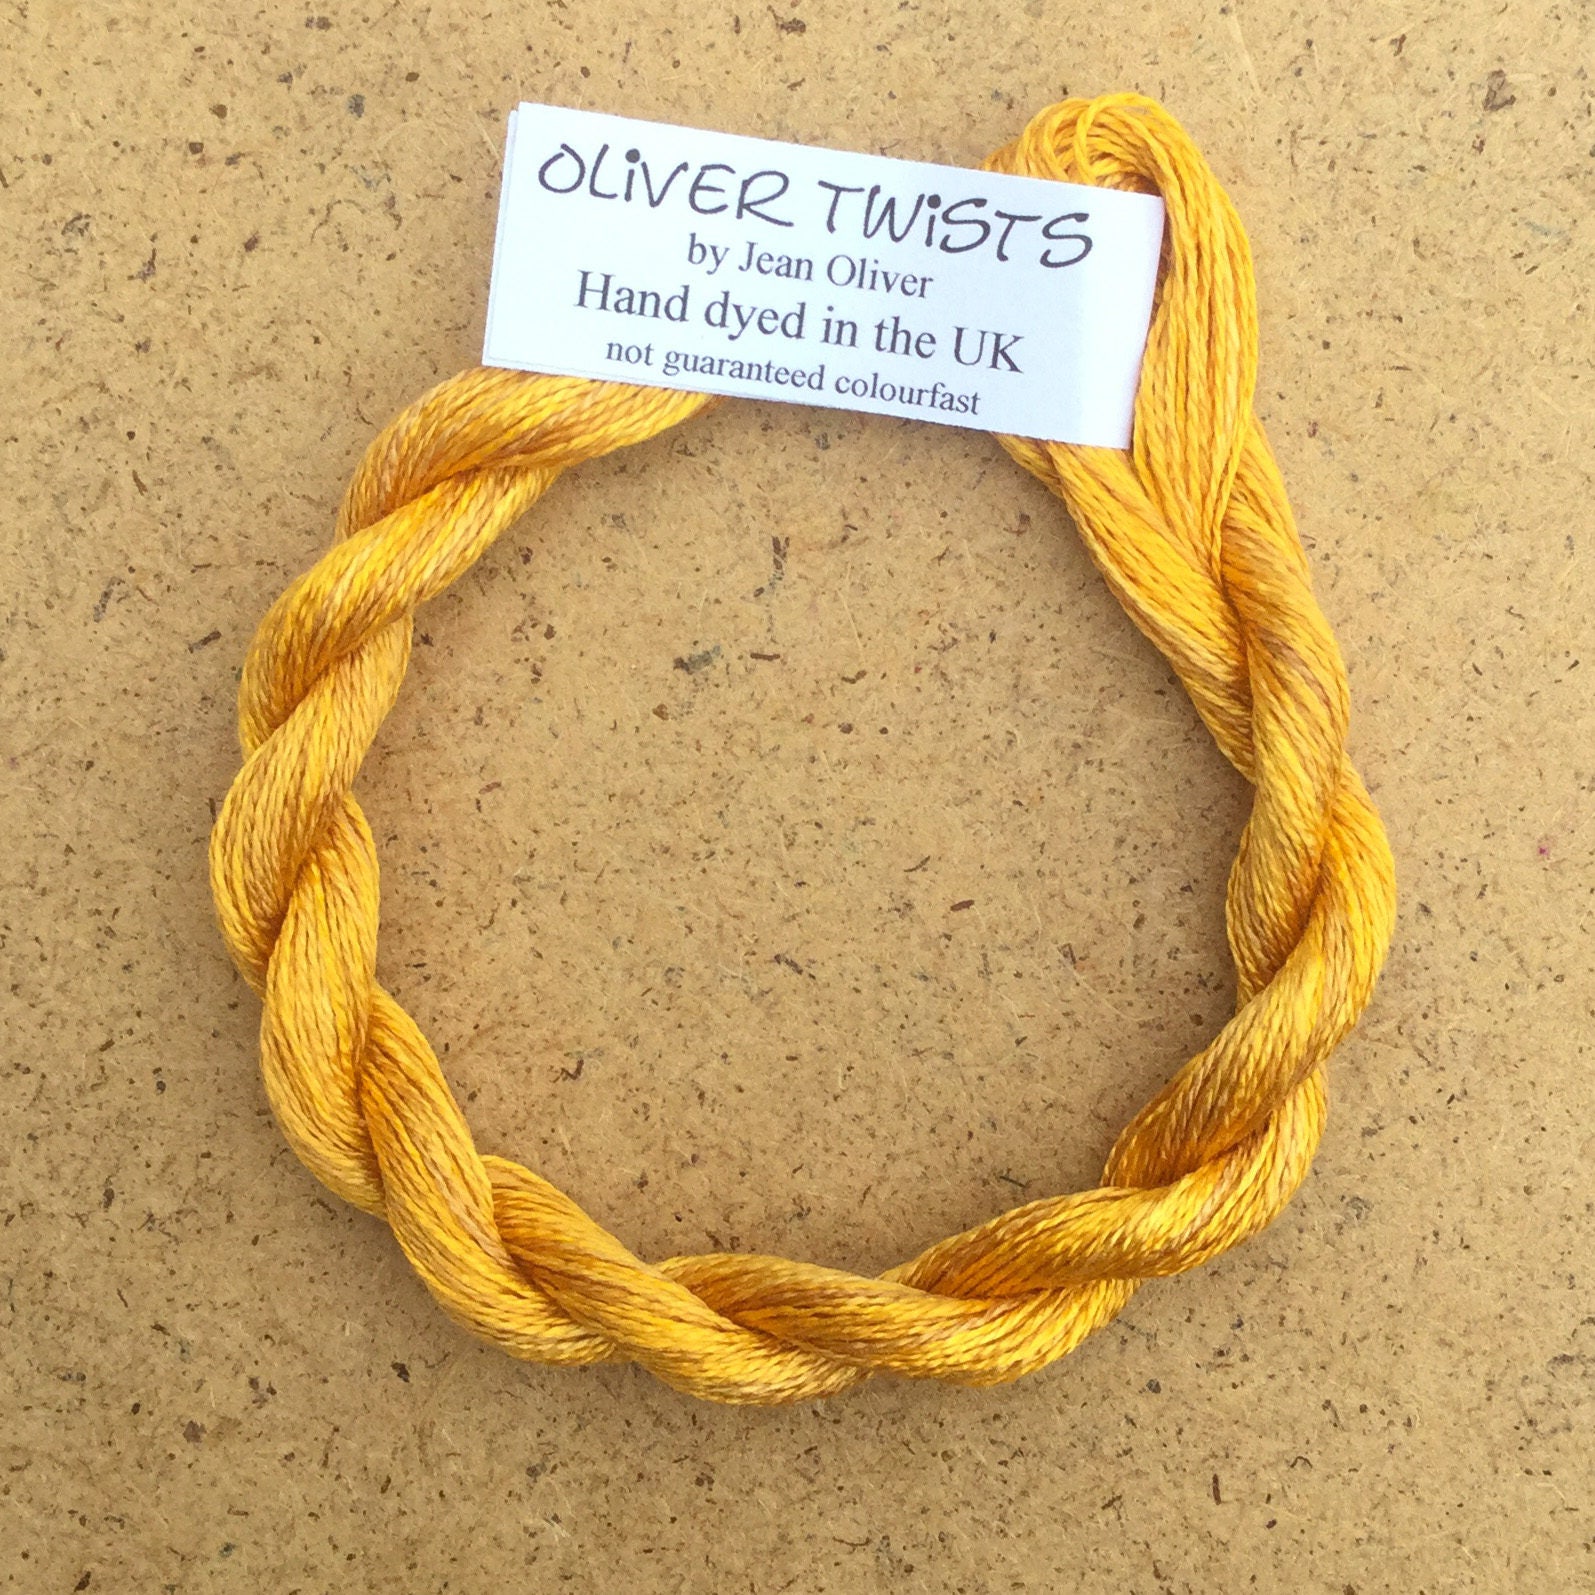 OLiVER TWiSTS
by Jean Oliver
Hand dyed in the UK
not guaranteed colourfast